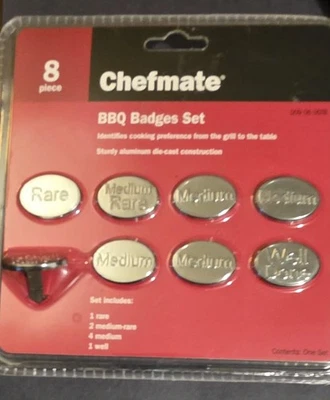 8
piece
Chefmate®
BBQ Badges Set
Identifies cooking preference from the grill to the table
Sturdy aluminum die-cast construction
Rare
Medium
Rare
Medium
Medium
Medium
Medium
Well
Done
Set includes:
1 rare
2 medium-rare
4 medium
1 well
Contents: One Set